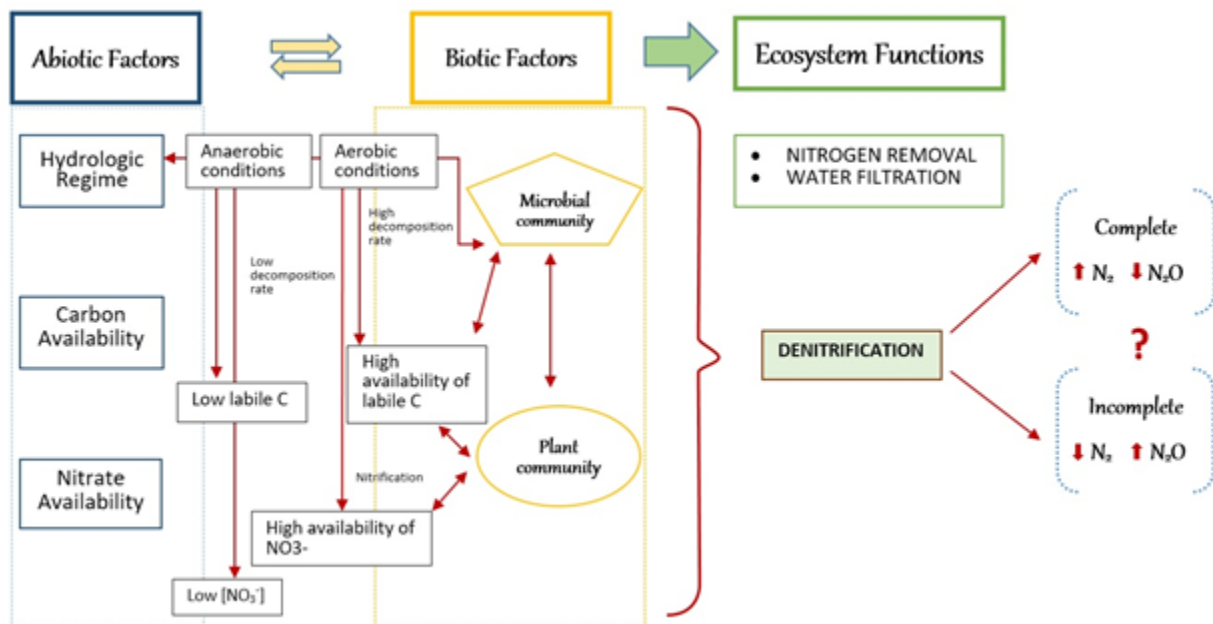 Abiotic Factors
Biotic Factors
Ecosystem Functions
Hydrologic
Regime
Anaerobic
conditions
Aerobic
conditions
High
decomposition
rate
Microbial
community
Low
decomposition
rate
Carbon
Availability
High
availability of
labile C
Low labile C
Plant
community
Nitrate
Availability
Nitrification
High availability of
NO3-
Low [NO₃⁻]
• NITROGEN REMOVAL
• WATER FILTRATION
DENITRIFICATION
Complete
N₂ N₂O
?
Incomplete
N₂ N₂O